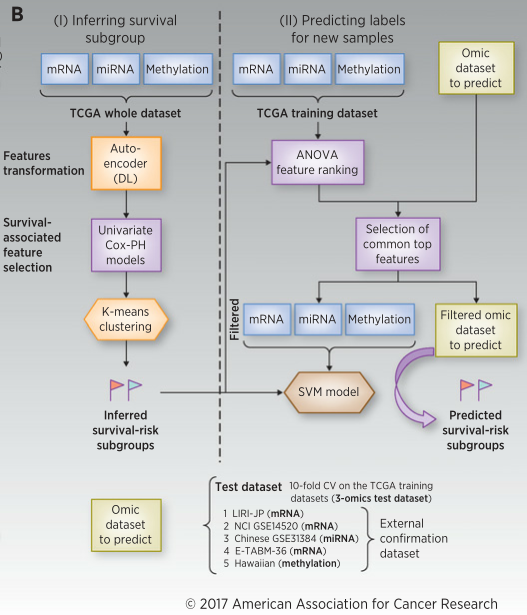 B
(I) Inferring survival
subgroup
(II) Predicting labels
for new samples
mRNA
miRNA
Methylation
TCGA whole dataset
mRNA
miRNA
Methylation
TCGA training dataset
Omic
dataset
to predict
Features
transformation
Auto-
encoder
(DL)
ANOVA
feature ranking
Survival-
associated
feature
selection
Univariate
Cox-PH
models
Selection of
common top
features
K-means
clustering
Filtered
mRNA
miRNA
Methylation
Filtered omic
dataset
to predict
SVM model
Inferred
survival-risk
subgroups
Predicted
survival-risk
subgroups
Omic
dataset
to predict
Test dataset 10-fold CV on the TCGA training
datasets (3-omics test dataset)
1 LIRI-JP (mRNA)
2 NCI GSE14520 (mRNA)
3 Chinese GSE31384 (miRNA)
4 E-TABM-36 (mRNA)
5 Hawaiian (methylation)
External
confirmation
dataset
© 2017 American Association for Cancer Research